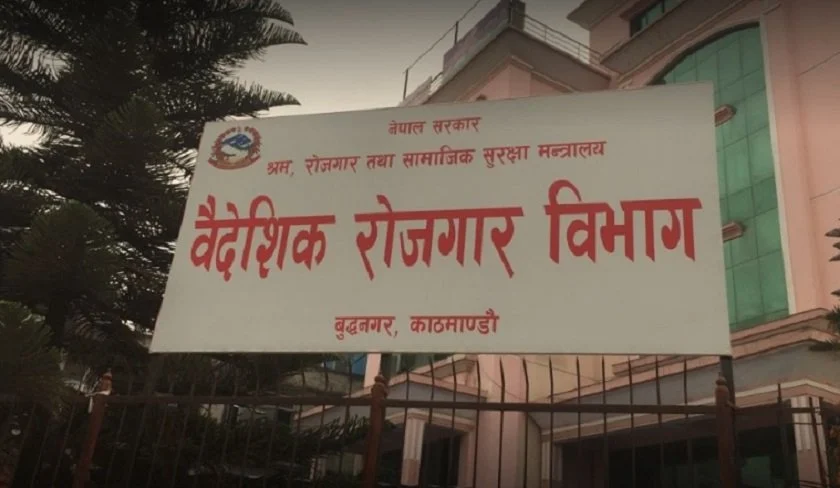 नेपाल सरकार
श्रम, रोजगार तथा सामाजिक सुरक्षा मन्त्रालय
वैदेशिक रोजगार विभाग
बुद्धनगर, काठमाण्डौ